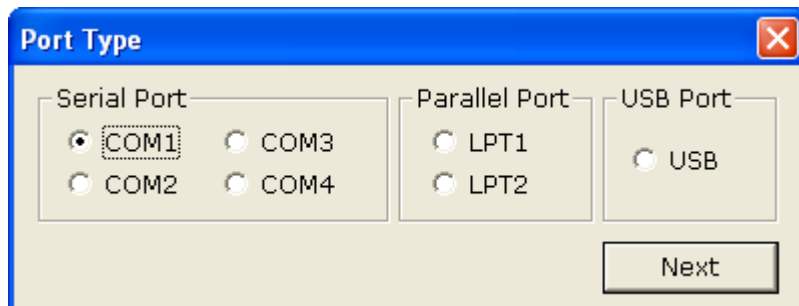 Port Type
Serial Port
COM1 COM3
COM2 COM4
Parallel Port
LPT1
LPT2
USB Port
USB
Next